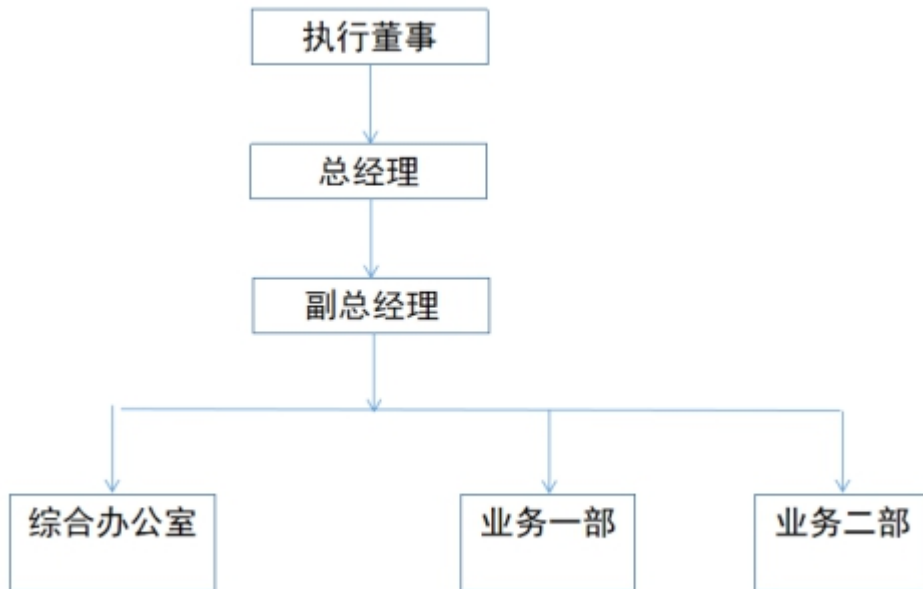 执行董事
总经理
副总经理
综合办公室
业务一部
业务二部